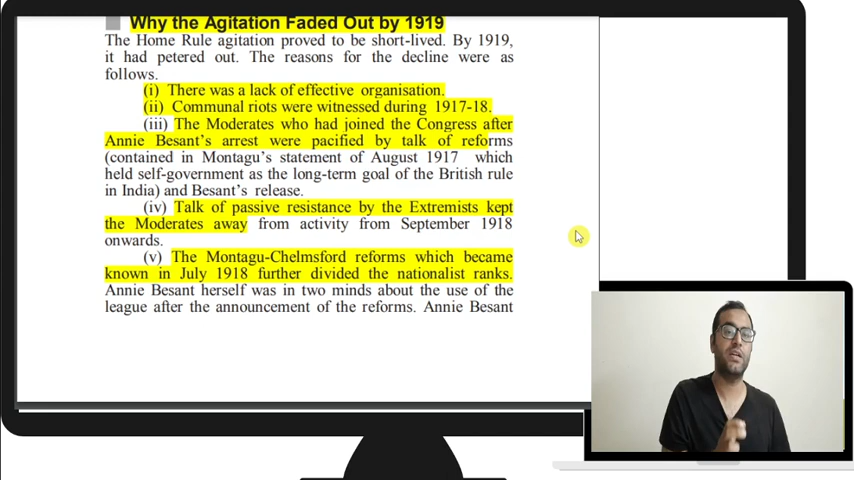 Why the Agitation Faded Out by 1919
The Home Rule agitation proved to be short-lived. By 1919,
it had petered out. The reasons for the decline were as
follows.
(i) There was a lack of effective organisation.
(ii) Communal riots were witnessed during 1917-18.
(iii) The Moderates who had joined the Congress after
Annie Besant's arrest were pacified by talk of reforms
(contained in Montagu's statement of August 1917 which
held self-government as the long-term goal of the British rule
in India) and Besant's release.
(iv) Talk of passive resistance by the Extremists kept
the Moderates away from activity from September 1918
onwards.
(v) The Montagu-Chelmsford reforms which became
known in July 1918 further divided the nationalist ranks.
Annie Besant herself was in two minds about the use of the
league after the announcement of the reforms. Annie Besant